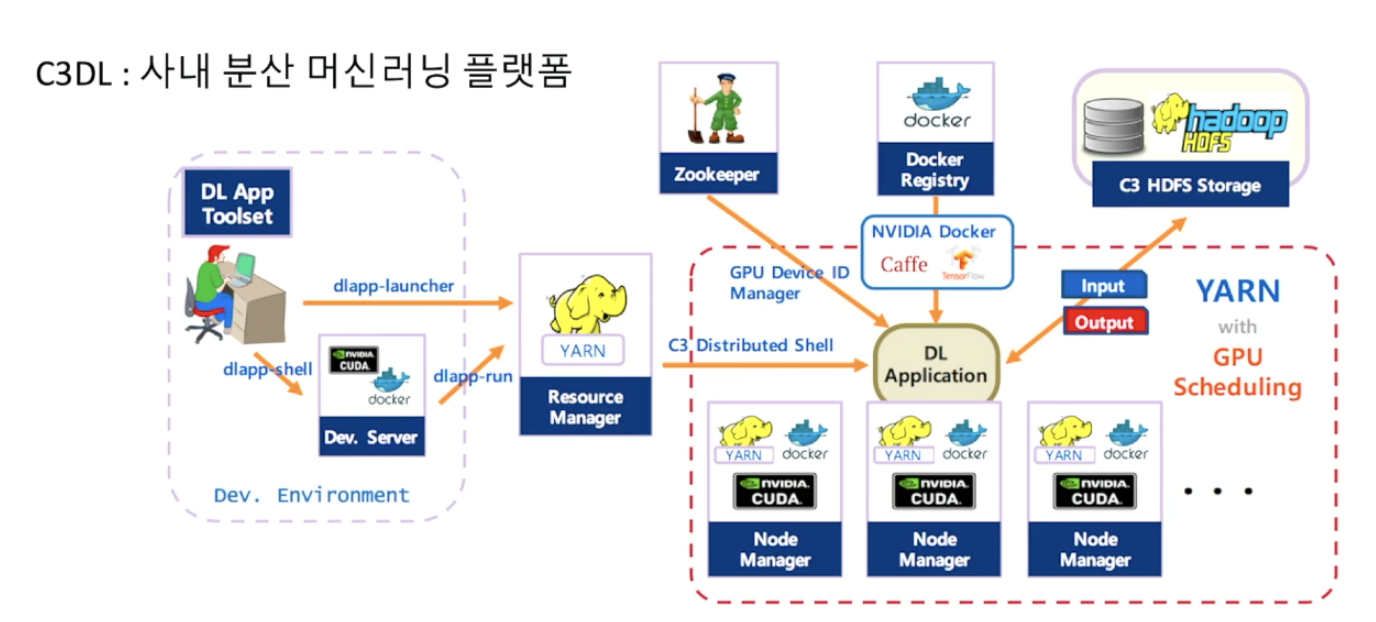 C3DL : 사내 분산 머신러닝 플랫폼
DL App
Toolset
dlapp-launcher
dlapp-shell
NVIDIA.
CUDA
docker
Dev. Server
dlapp-run
Dev. Environment
YARN
Resource
Manager
Zookeeper
docker
Docker
Registry
hadoop
HDFS
C3 HDFS Storage
NVIDIA Docker
Caffe
TensorFlow
GPU Device ID
Manager
C3 Distributed Shell
DL
Application
Input
Output
YARN
with
GPU
Scheduling
YARN
docker
NVIDIA.
CUDA.
Node
Manager
YARN
docker
NVIDIA.
CUDA.
Node
Manager
YARN
docker
NVIDIA.
CUDA.
Node
Manager
• • •